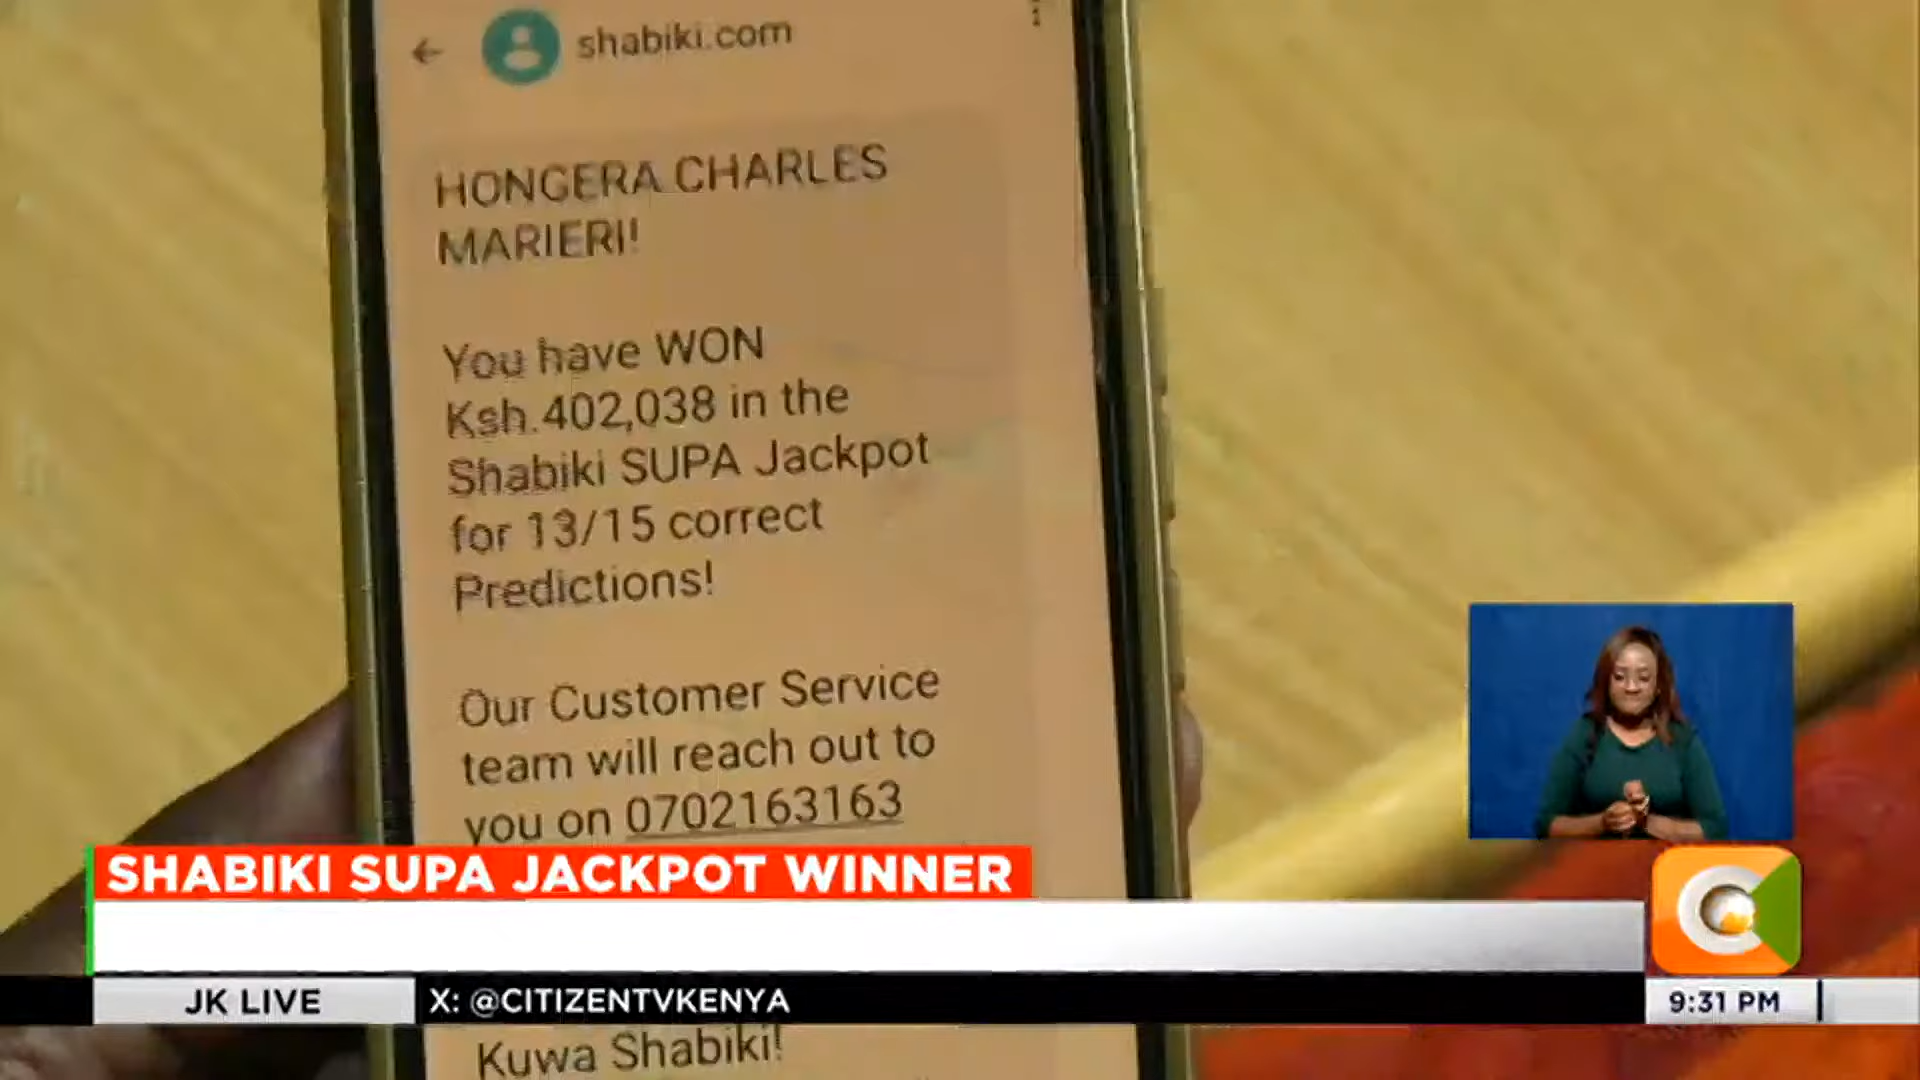 shabiki.com
HONGERA CHARLES
MARIERI!
You have WON
Ksh.402,038 in the
Shabiki SUPA Jackpot
for 13/15 correct
Predictions!
Our Customer Service
team will reach out to
you on 0702163163
SHABIKI SUPA JACKPOT WINNER
JK LIVE
X: @CITIZENTVKENYA
9:31 PM
Kuwa Shabiki!